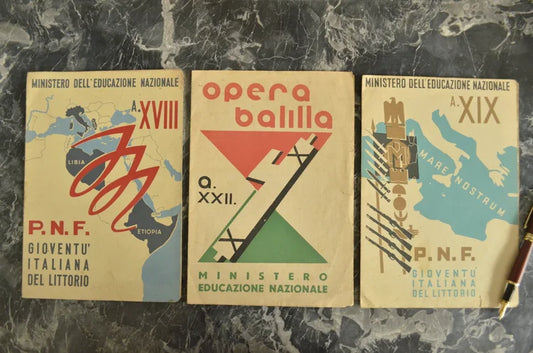 MINISTERO DELL'EDUCAZIONE NAZIONALE
A.XVIII
LIBIA
ETIOPIA
P.N.F.
GIOVENTU'
ITALIANA
DEL LITTORIO
opera
balilla
a.
XXII.
MINISTERO
EDUCAZIONE NAZIONALE
MINISTERO DELL'EDUCAZIONE NAZIONALE
A.XIX
MARE NOSTRUM
P.N.F.
GIOVENTU'
ITALIANA
DEL LITTORIO